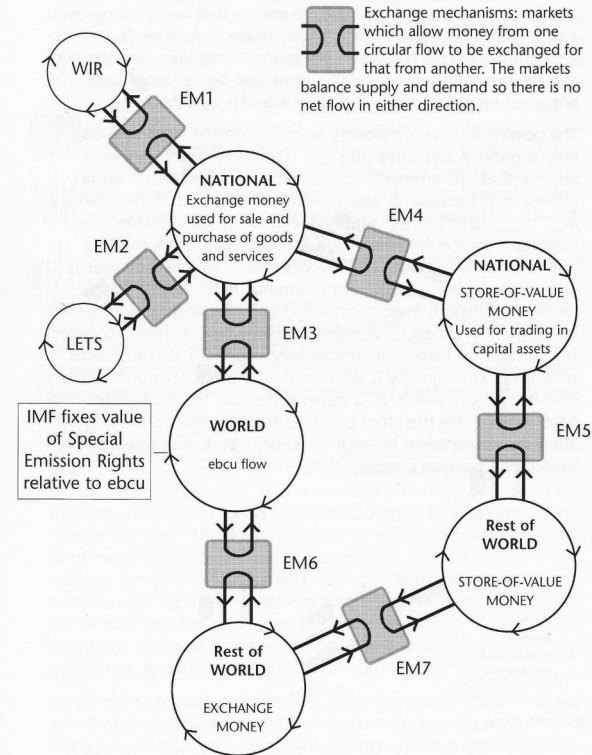 Exchange mechanisms: markets
which allow money from one
circular flow to be exchanged for
that from another. The markets
balance supply and demand so there is no
net flow in either direction.
WIR
EM1
NATIONAL
Exchange money
used for sale and
purchase of goods
and services
EM4
EM2
NATIONAL
STORE-OF-VALUE
MONEY
Used for trading in
capital assets
LETS
EM3
IMF fixes value
of Special
Emission Rights
relative to ebcu
WORLD
ebcu flow
EM5
EM6
Rest of
WORLD
STORE-OF-VALUE
MONEY
Rest of
WORLD
EXCHANGE
MONEY
EM7